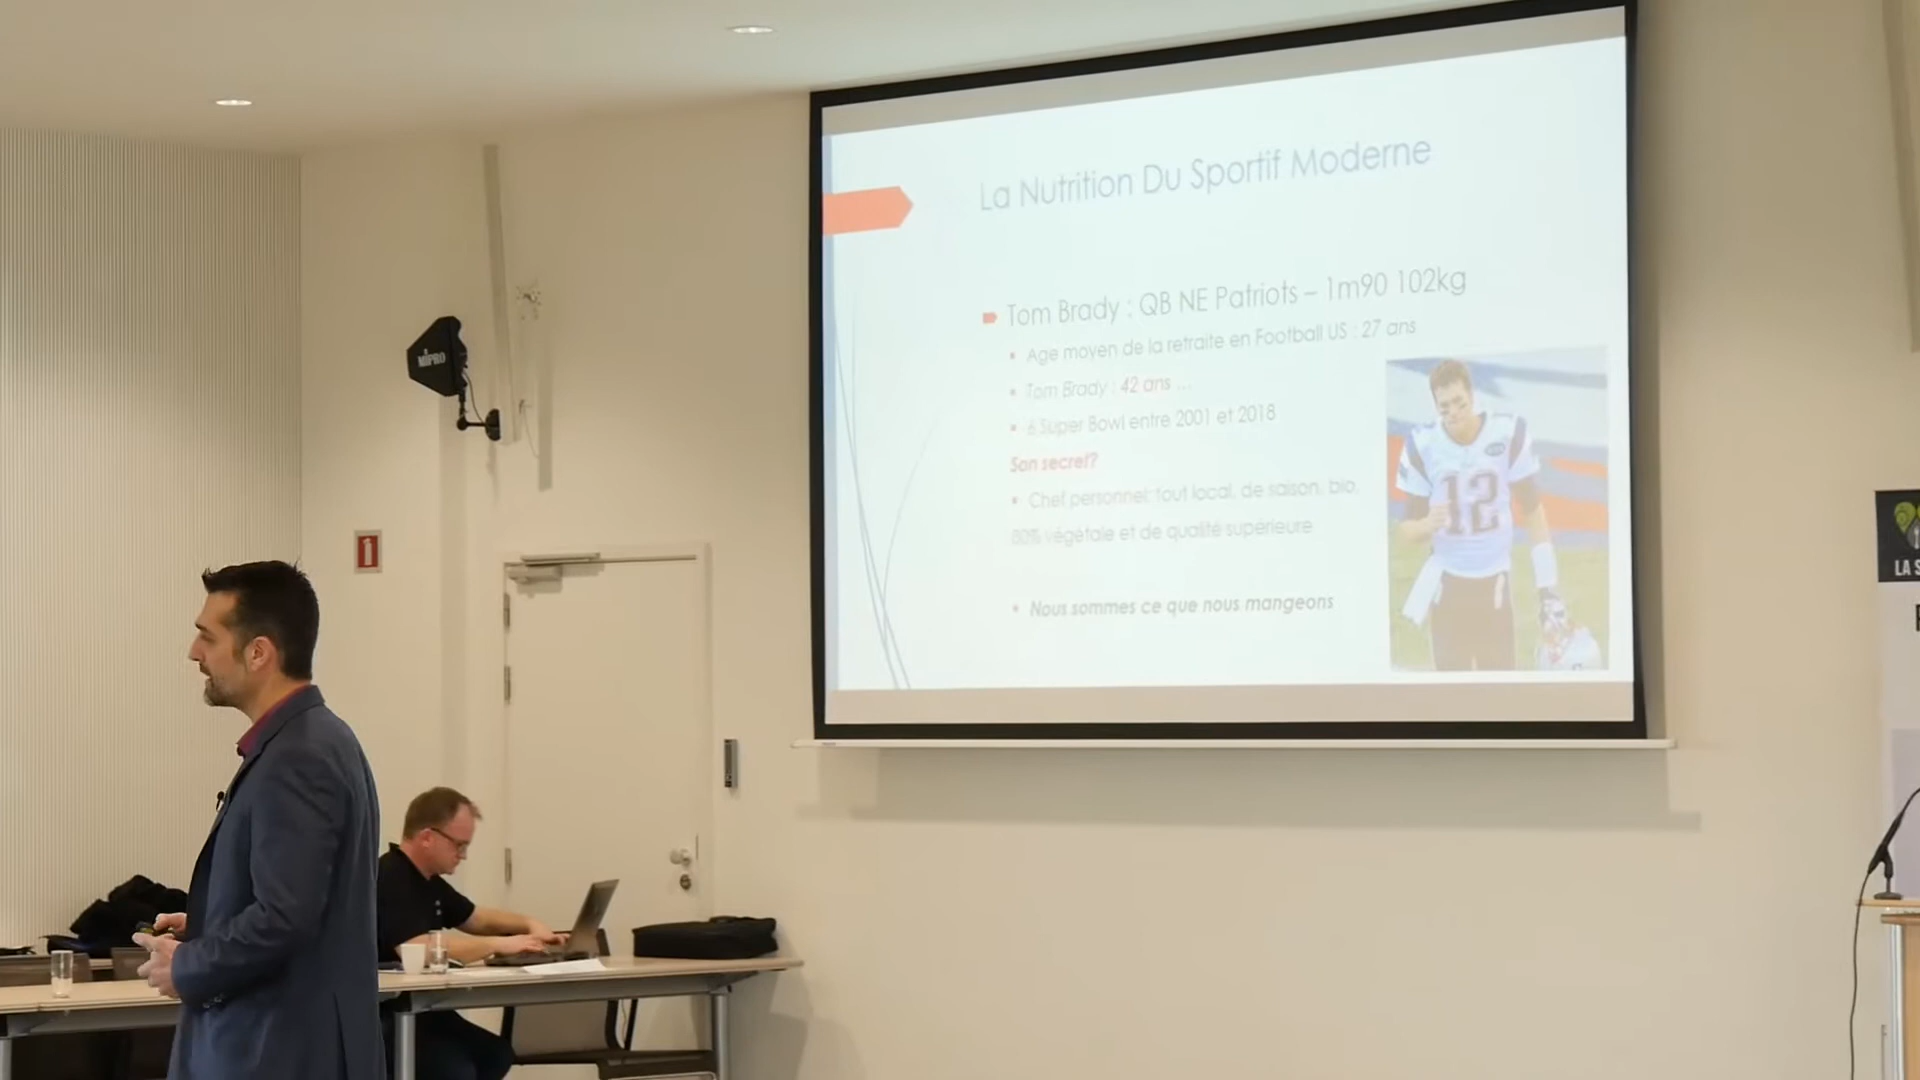 La Nutrition Du Sportif Moderne
Tom Brady : QB NE Patriots – 1m90 102kg
Age moyen de la retraite en Football US : 27 ans
Tom Brady : 42 ans ...
6 Super Bowl entre 2001 et 2018
Son secret?
Chef personnel: tout local, de saison, bio,
80% végétale et de qualité supérieure
Nous sommes ce que nous mangeons
12
MIPRO
LA